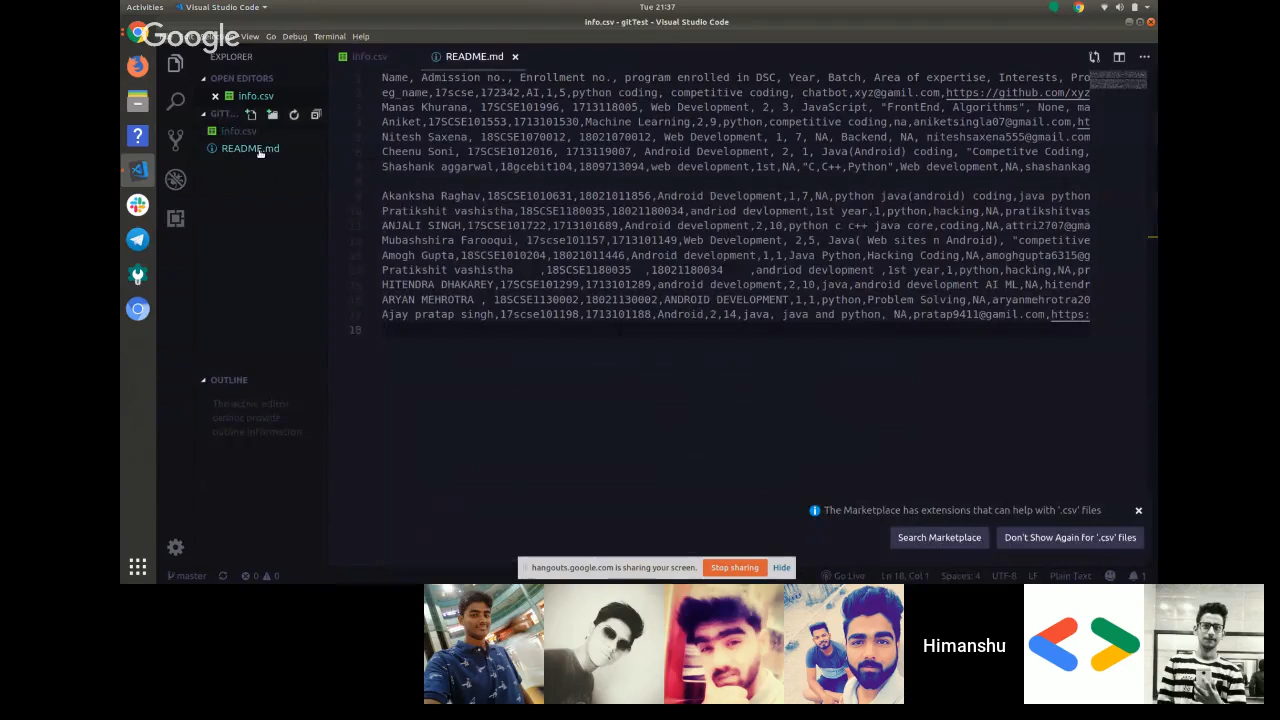 Activities
Visual Studio Code
Tue 21:37
info.csv - gitTest - Visual Studio Code
Google
View Go Debug Terminal Help
EXPLORER
info.csv
README.md
OPEN EDITORS
info.csv
GITT...
info.csv
README.md
Name, Admission no., Enrollment no., program enrolled in DSC, Year, Batch, Area of expertise, Interests, Pro
eg_name,17scse,172342,AI,1,5,python coding, competitive coding, chatbot,xyz@gamil.com,https://github.com/xyz
Manas Khurana, 17SCSE101996, 1713118005, Web Development, 2, 3, JavaScript, "FrontEnd, Algorithms", None, ma
Aniket,17SCSE101553,1713101530,Machine Learning,2,9,python,competitive coding,na,aniketsingla07@gmail.com,ht
Nitesh Saxena, 18SCSE1070012, 18021070012, Web Development, 1, 7, NA, Backend, NA, niteshsaxena555@gmail.com
Cheenu Soni, 17SCSE1012016, 1713119007, Android Development, 2, 1, Java(Android) coding, "Competitve Coding,
Shashank aggarwal,18gcebit104,1809713094,web development,1st,NA,"C,C++,Python",Web development,NA,shashankag
Akanksha Raghav,18SCSE1010631,18021011856,Android Development,1,7,NA,python java(android) coding,java python
Pratikshit vashistha,18SCSE1180035,18021180034,andriod devlopment,1st year,1,python,hacking,NA,pratikshitvas
ANJALI SINGH,17SCSE101722,1713101689,Android development,2,10,python c c++ java core,coding,NA,attri2707@gma
Mubashshira Farooqui, 17scse101157,1713101149,Web Development, 2,5, Java( Web sites n Android), "competitive
Amogh Gupta,18SCSE1010204,18021011446,Android development,1,1,Java Python,Hacking Coding,NA,amoghgupta6315@g
Pratikshit vashistha ,18SCSE1180035 ,18021180034 ,andriod devlopment ,1st year,1,python,hacking,NA,pr
HITENDRA DHAKAREY,17SCSE101299,1713101289,android development,2,10,java,android development AI ML,NA,hitendr
ARYAN MEHROTRA , 18SCSE1130002,18021130002,ANDROID DEVELOPMENT,1,1,python,Problem Solving,NA,aryanmehrotra20
Ajay pratap singh,17scse101198,1713101188,Android,2,14,java, java and python, NA,pratap9411@gamil.com,https:
18
OUTLINE
The active editor
cannot provide
outline information
The Marketplace has extensions that can help with '.csv' files
Search Marketplace
Don't Show Again for '.csv' files
hangouts.google.com is sharing your screen.
Stop sharing
Hide
master
0
0
Go Live
Ln 18, Col 1
Spaces: 4
UTF-8
LF
Plain Text
1
Himanshu